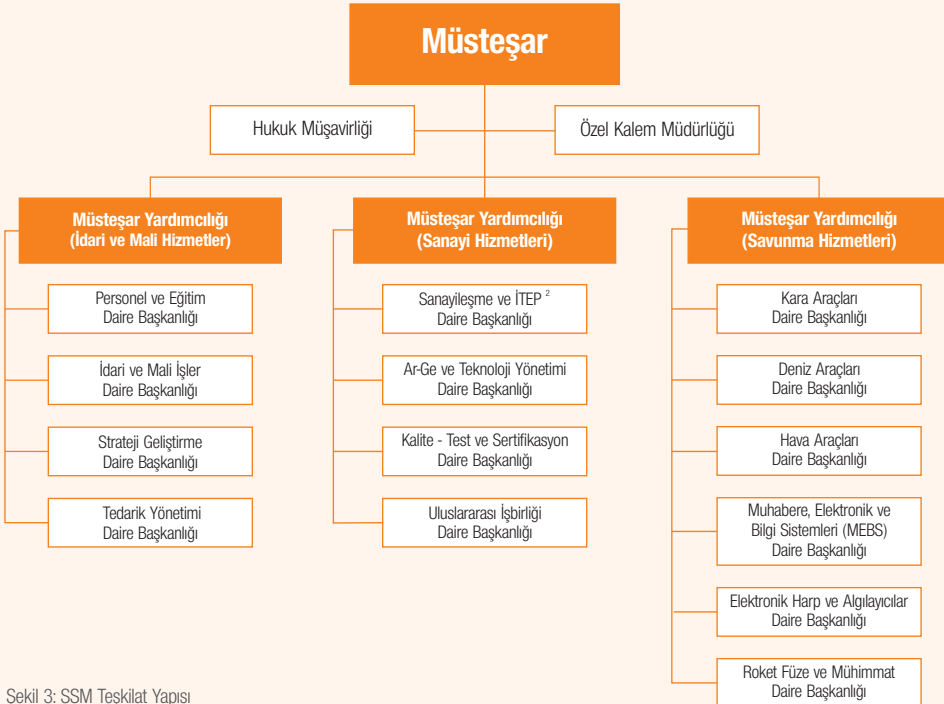 Müsteşar
Hukuk Müşavirliği
Özel Kalem Müdürlüğü
Müsteşar Yardımcılığı
(İdari ve Mali Hizmetler)
Personel ve Eğitim
Daire Başkanlığı
İdari ve Mali İşler
Daire Başkanlığı
Strateji Geliştirme
Daire Başkanlığı
Tedarik Yönetimi
Daire Başkanlığı
Müsteşar Yardımcılığı
(Sanayi Hizmetleri)
Sanayileşme ve İTEP ²
Daire Başkanlığı
Ar-Ge ve Teknoloji Yönetimi
Daire Başkanlığı
Kalite - Test ve Sertifikasyon
Daire Başkanlığı
Uluslararası İşbirliği
Daire Başkanlığı
Müsteşar Yardımcılığı
(Savunma Hizmetleri)
Kara Araçları
Daire Başkanlığı
Deniz Araçları
Daire Başkanlığı
Hava Araçları
Daire Başkanlığı
Muhabere, Elektronik ve
Bilgi Sistemleri (MEBS)
Daire Başkanlığı
Elektronik Harp ve Algılayıcılar
Daire Başkanlığı
Roket Füze ve Mühimmat
Daire Başkanlığı
Şekil 3: SSM Teşkilat Yapısı